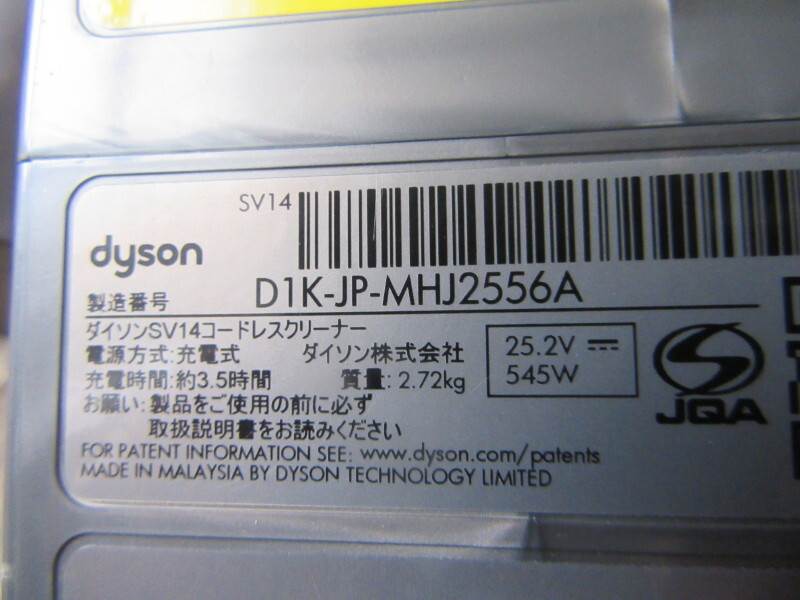 SV14
dyson
製造番号 D1K-JP-MHJ2556A
ダイソンSV14コードレスクリーナー
電源方式:充電式 ダイソン株式会社
充電時間:約3.5時間 質量: 2.72kg
25.2V ⎓
545W
JQA
お願い:製品をご使用の前に必ず
取扱説明書をお読みください
FOR PATENT INFORMATION SEE: www.dyson.com/patents
MADE IN MALAYSIA BY DYSON TECHNOLOGY LIMITED